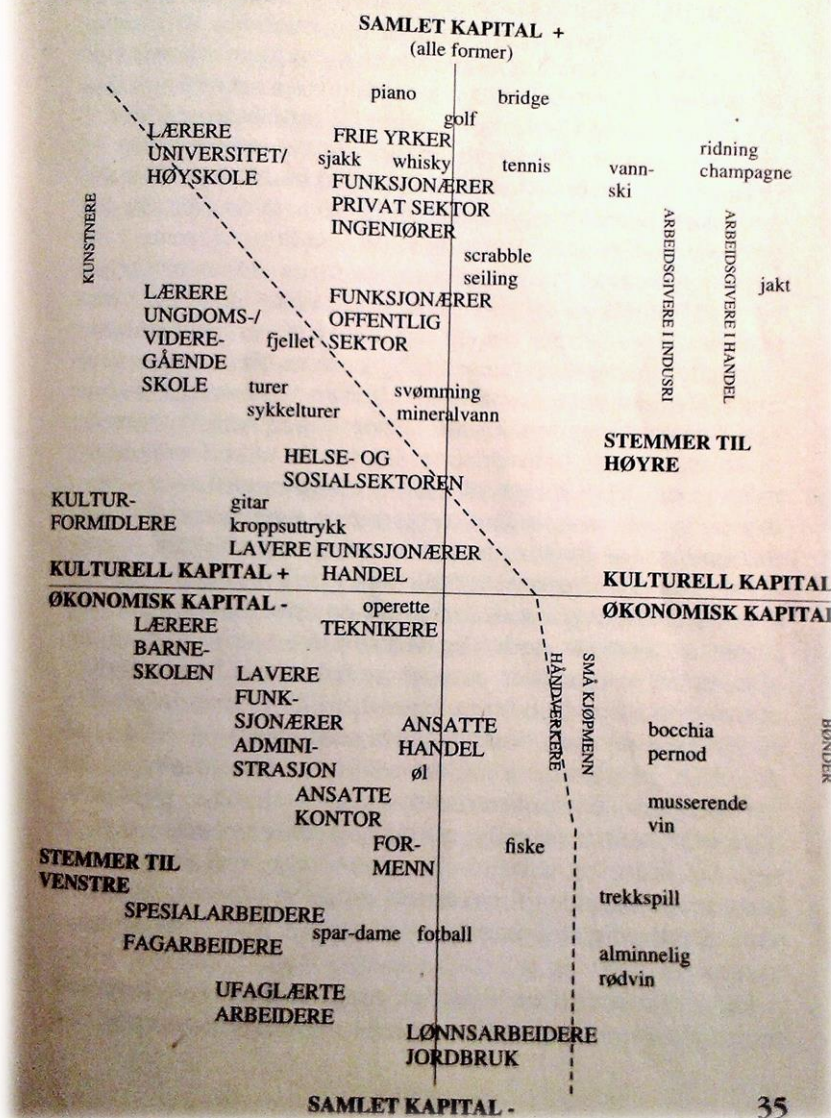 SAMLET KAPITAL +
(alle former)
piano
bridge
golf
LÆRERE
UNIVERSITET/
HØYSKOLE
FRIE YRKER
sjakk whisky
FUNKSJONÆRER
PRIVAT SEKTOR
INGENIØRER
tennis
vann-
ski
ridning
champagne
KUNSTNERE
scrabble
seiling
ARBEIDSGIVERE I INDUSRI
ARBEIDSGIVERE I HANDEL
jakt
LÆRERE
UNGDOMS-/
VIDERE-
GÅENDE
SKOLE
fjellet
FUNKSJONÆRER
OFFENTLIG
SEKTOR
turer
sykkelturer
svømming
mineralvann
STEMMER TIL
HØYRE
HELSE- OG
SOSIALSEKTOREN
KULTUR-
FORMIDLERE
gitar
kroppsuttrykk
LAVERE FUNKSJONÆRER
HANDEL
KULTURELL KAPITAL +
KULTURELL KAPITAL
ØKONOMISK KAPITAL -
ØKONOMISK KAPITAL
operette
TEKNIKERE
LÆRERE
BARNE-
SKOLEN
LAVERE
FUNK-
SJONÆRER
ADMINI-
STRASJON
ANSATTE
HANDEL
øl
HÅNDVERKERE
SMÅ KJØPMENN
bocchia
pernod
BØNDER
ANSATTE
KONTOR
musserende
vin
FOR-
MENN
fiske
STEMMER TIL
VENSTRE
trekkspill
SPESIALARBEIDERE
FAGARBEIDERE
spar-dame fotball
alminnelig
rødvin
UFAGLÆRTE
ARBEIDERE
LØNNSARBEIDERE
JORDBRUK
SAMLET KAPITAL -
35